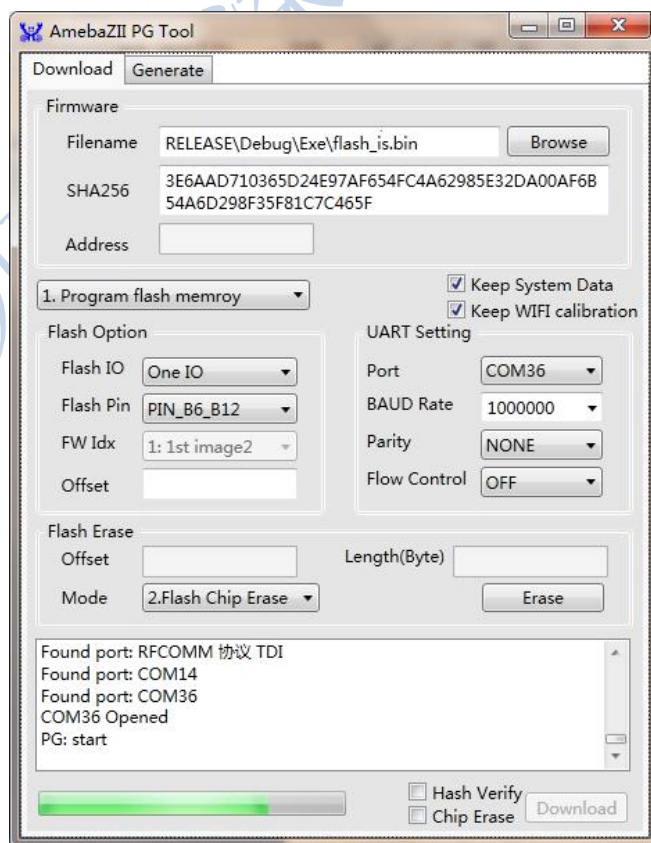 AmebaZII PG Tool
Download Generate
Firmware
Filename RELEASE\Debug\Exe\flash_is.bin Browse
SHA256 3E6AAD710365D24E97AF654FC4A62985E32DA00AF6B
54A6D298F35F81C7C465F
Address
1. Program flash memroy
Keep System Data
Keep WIFI calibration
Flash Option
Flash IO One IO
Flash Pin PIN_B6_B12
FW Idx 1: 1st image2
Offset
UART Setting
Port COM36
BAUD Rate 1000000
Parity NONE
Flow Control OFF
Flash Erase
Offset Length(Byte)
Mode 2.Flash Chip Erase Erase
Found port: RFCOMM 协议 TDI
Found port: COM14
Found port: COM36
COM36 Opened
PG: start
Hash Verify
Chip Erase Download